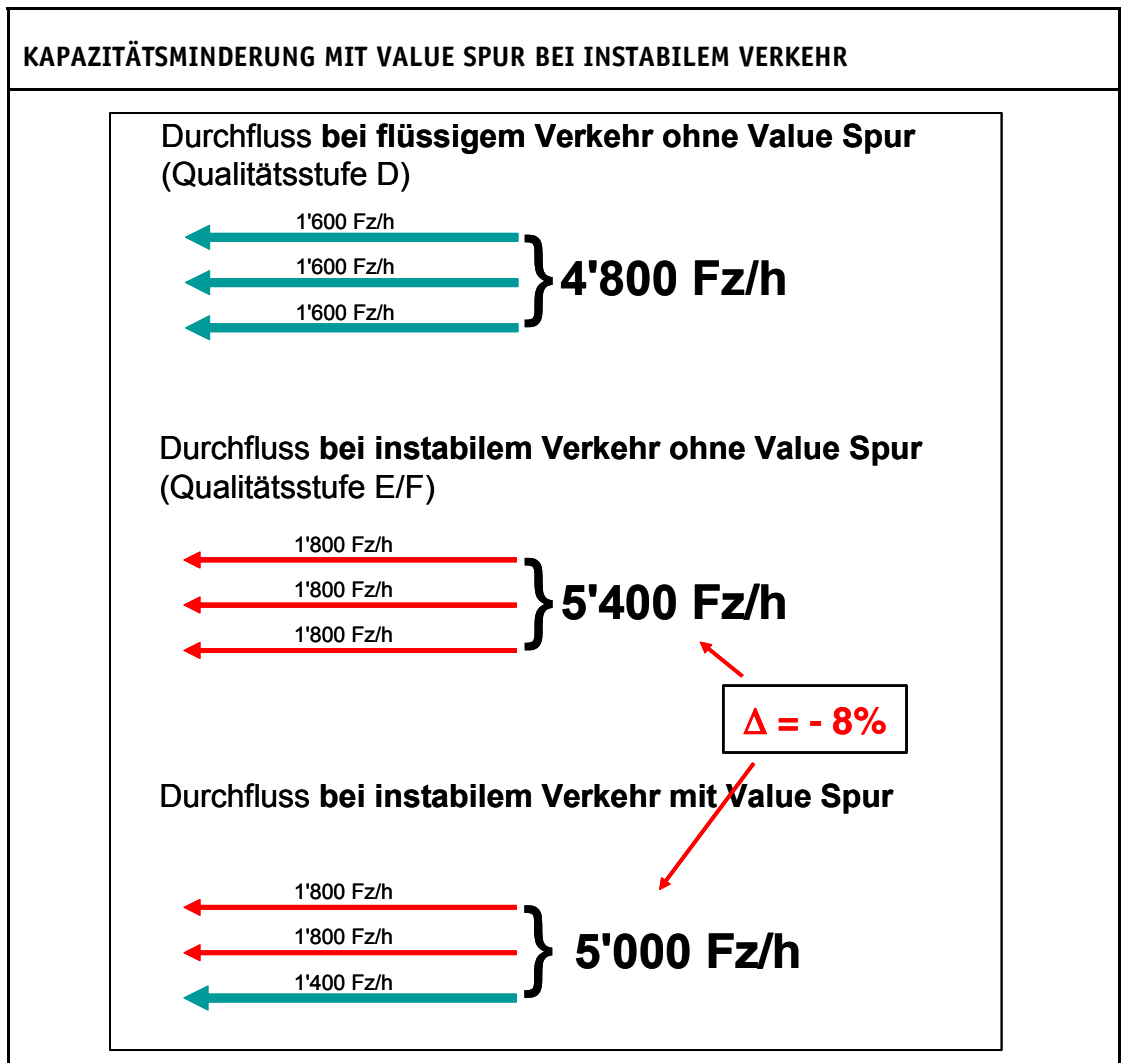 KAPAZITÄTSMINDERUNG MIT VALUE SPUR BEI INSTABILEM VERKEHR
Durchfluss bei flüssigem Verkehr ohne Value Spur
(Qualitätsstufe D)
1'600 Fz/h
1'600 Fz/h
1'600 Fz/h
} 4'800 Fz/h
Durchfluss bei instabilem Verkehr ohne Value Spur
(Qualitätsstufe E/F)
1'800 Fz/h
1'800 Fz/h
1'800 Fz/h
} 5'400 Fz/h
Δ = - 8%
Durchfluss bei instabilem Verkehr mit Value Spur
1'800 Fz/h
1'800 Fz/h
1'400 Fz/h
} 5'000 Fz/h